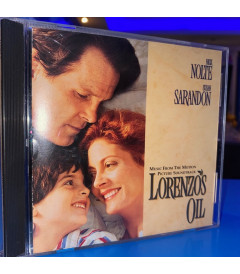 NICK
NOLTE
SUSAN
SARANDON
MUSIC FROM THE MOTION
PICTURE SOUNDTRACK
LORENZO'S
OIL